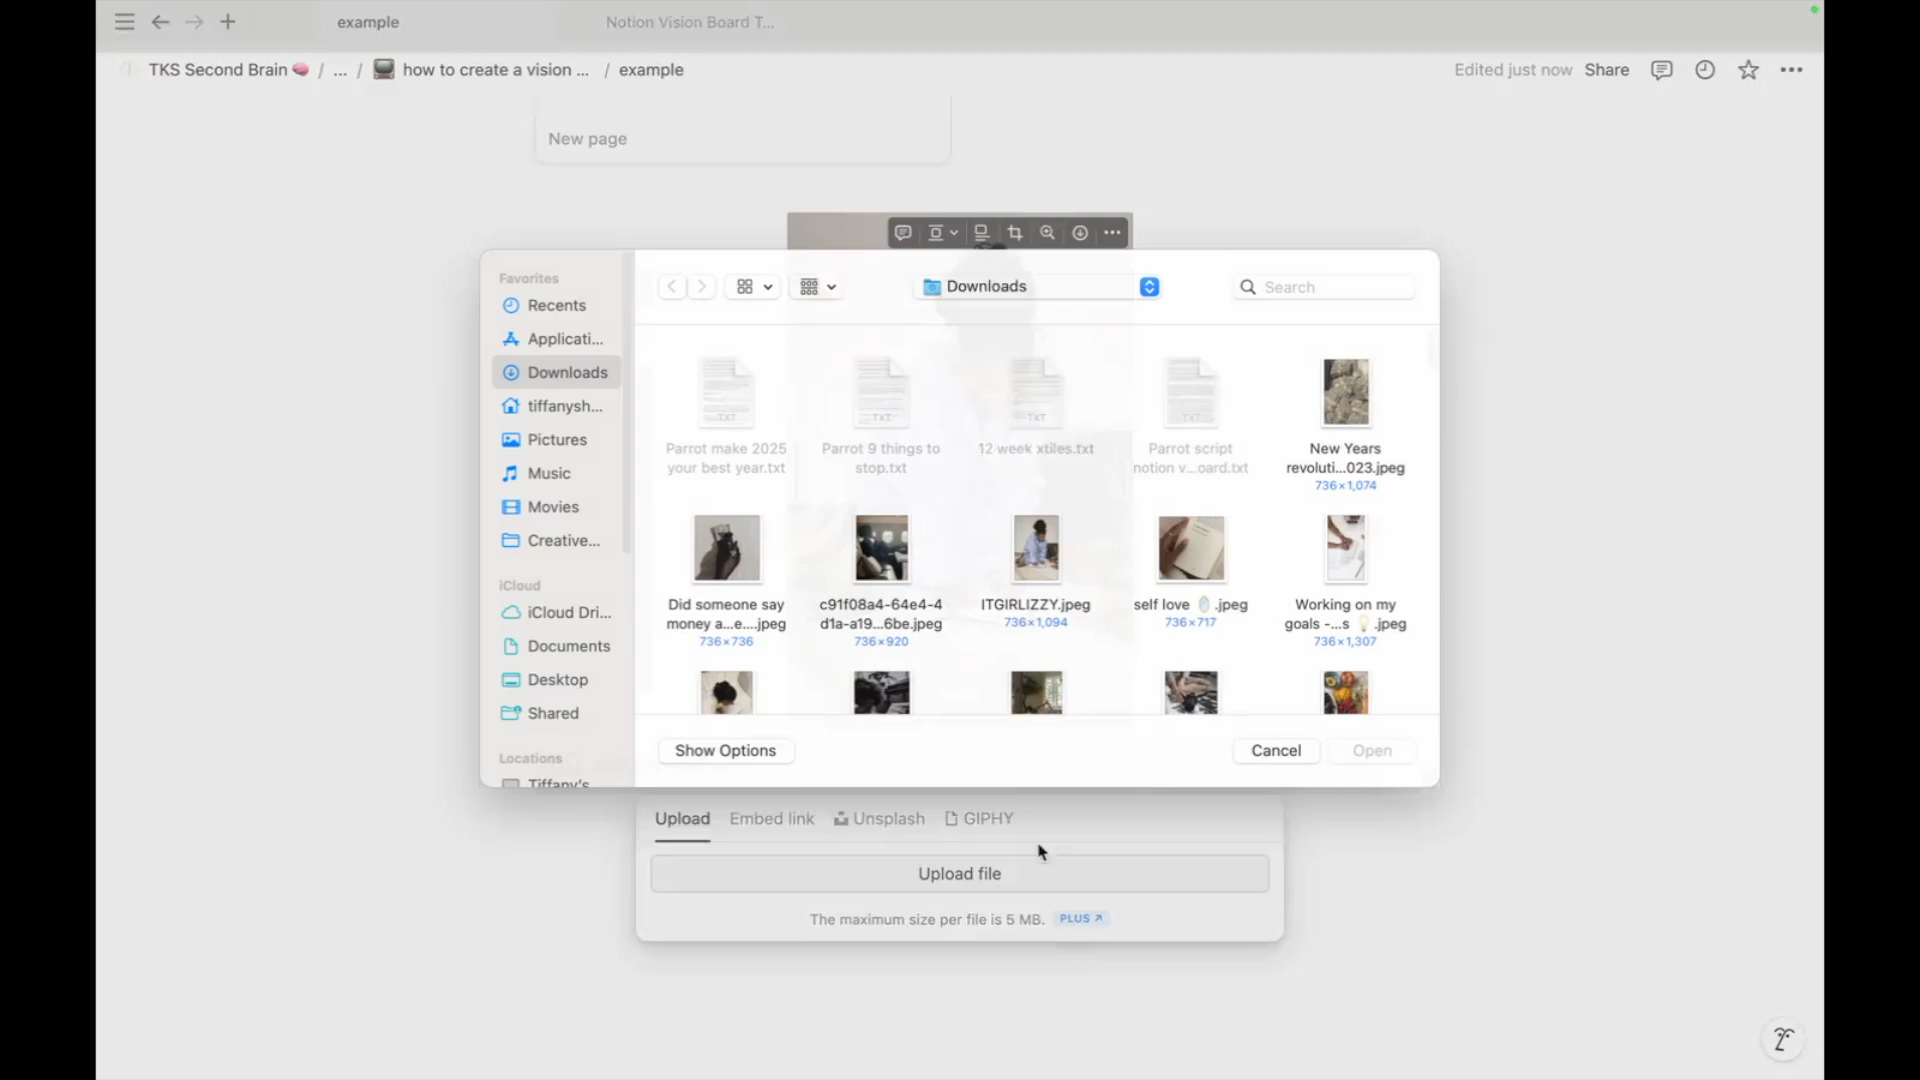 example
Notion Vision Board T...
TKS Second Brain 🧠 / ... / how to create a vision ... / example
Edited just now Share
New page
Favorites
Recents
Applicati...
Downloads
tiffanysh...
Pictures
Music
Movies
Creative...
iCloud
iCloud Dri...
Documents
Desktop
Shared
Locations
Tiffany's
Downloads
Search
TXT
TXT
TXT
TXT
Parrot make 2025
your best year.txt
Parrot 9 things to
stop.txt
12 week xtiles.txt
Parrot script
notion v...oard.txt
New Years
revoluti...023.jpeg
736×1,074
Did someone say
money a...e....jpeg
736×736
c91f08a4-64e4-4
d1a-a19...6be.jpeg
736×920
ITGIRLIZZY.jpeg
736×1,094
self love 🪞.jpeg
736×717
Working on my
goals -...s 💡.jpeg
736×1,307
Show Options
Cancel
Open
Upload Embed link Unsplash GIPHY
Upload file
The maximum size per file is 5 MB. PLUS ↗